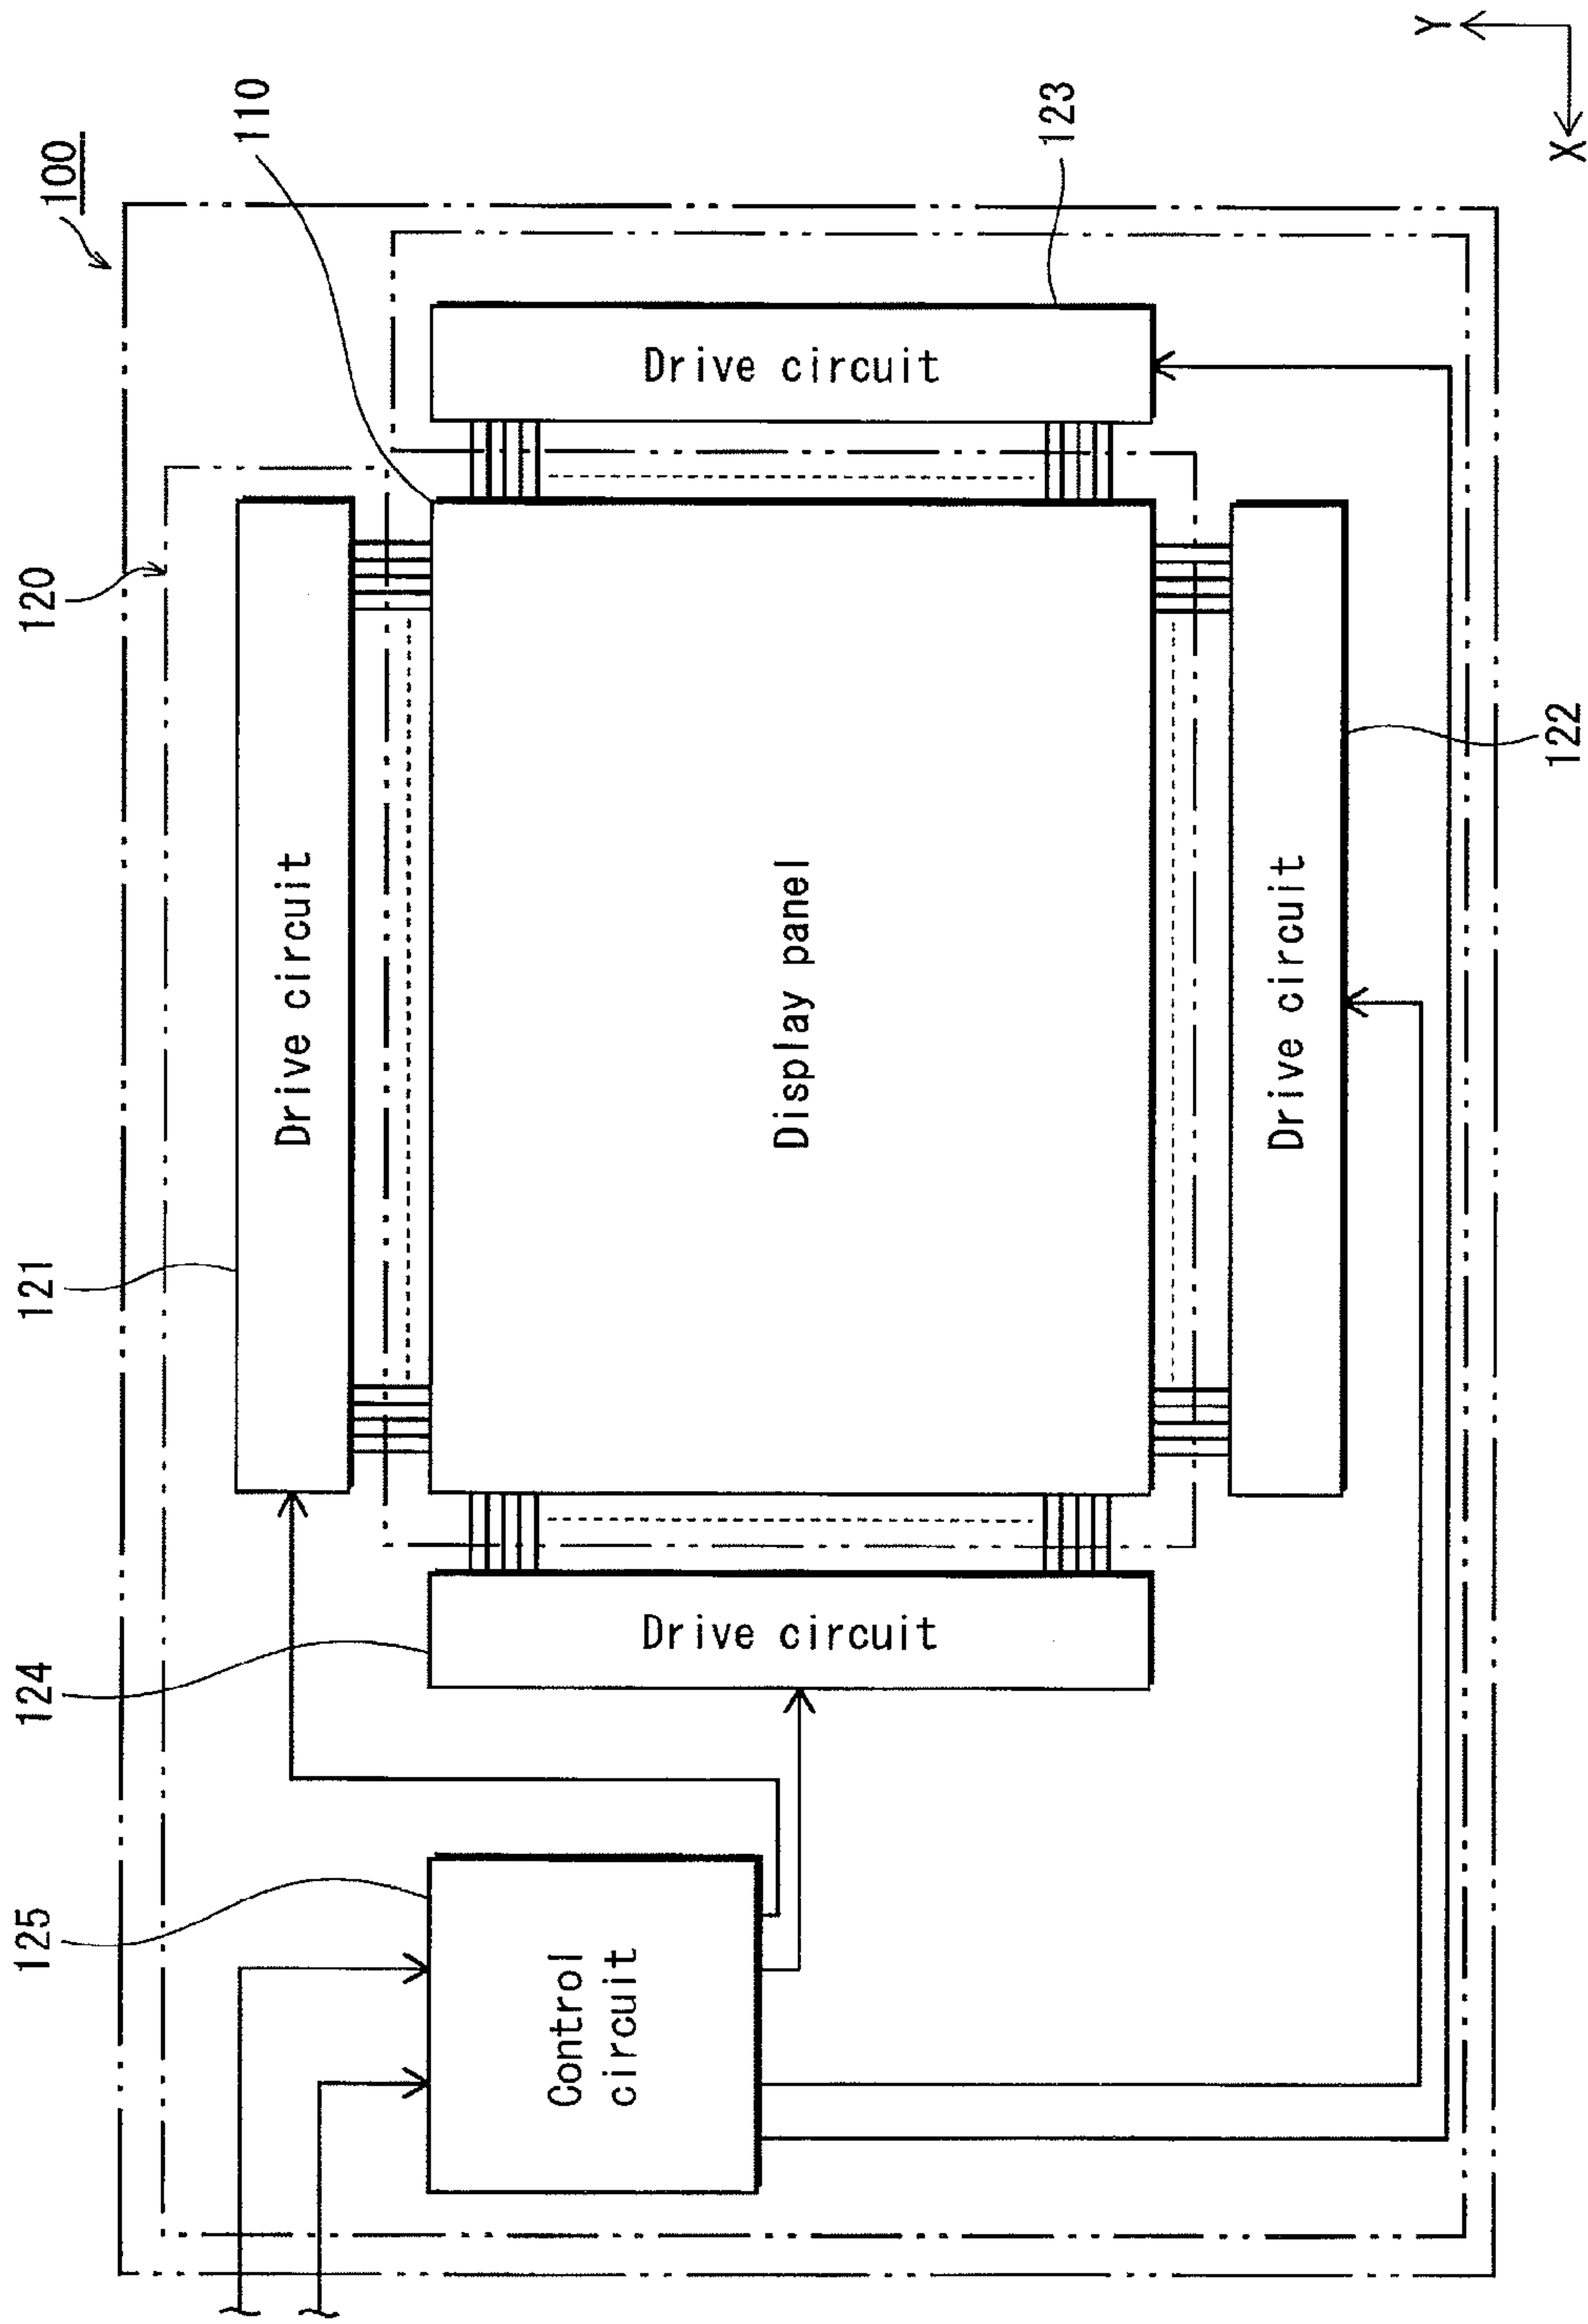 100
110
120
123
Drive circuit
Drive circuit
Display panel
Drive circuit
121
122
124
Drive circuit
125
Control
circuit
Y
X